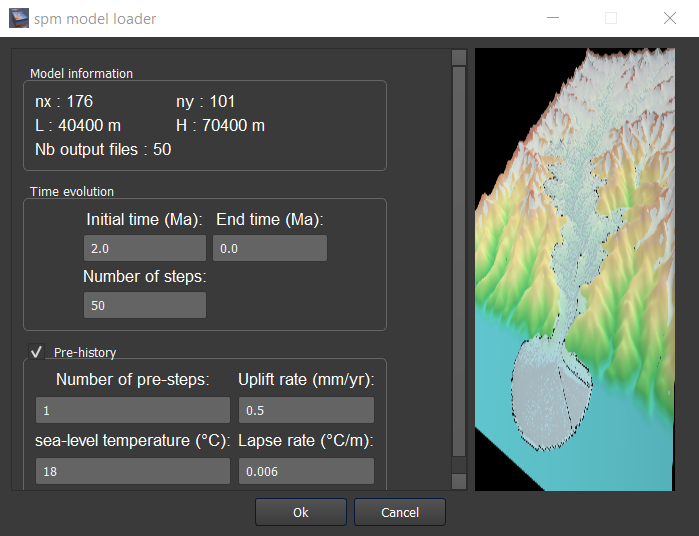 spm model loader
Model information
nx : 176 ny : 101
L : 40400 m H : 70400 m
Nb output files : 50
Time evolution
Initial time (Ma): End time (Ma):
2.0 0.0
Number of steps:
50
Pre-history
Number of pre-steps: Uplift rate (mm/yr):
1 0.5
sea-level temperature (°C): Lapse rate (°C/m):
18 0.006
Ok Cancel